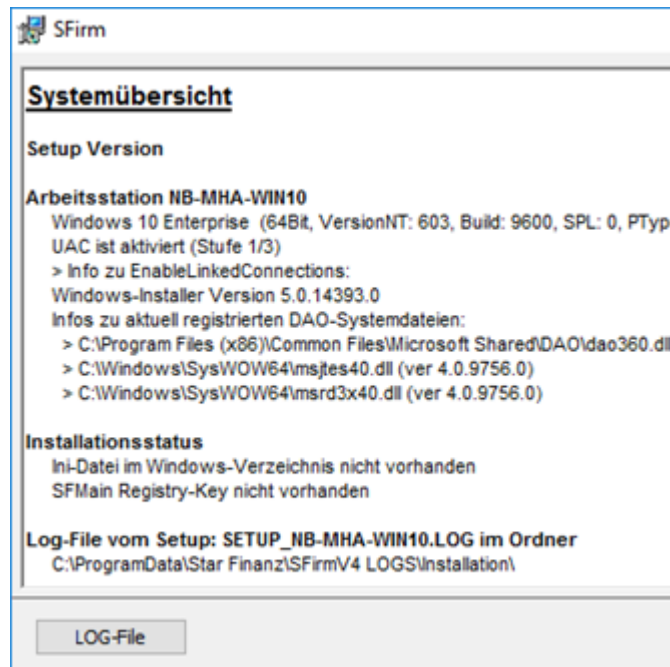 SFirm
Systemübersicht
Setup Version
Arbeitsstation NB-MHA-WIN10
Windows 10 Enterprise (64Bit, VersionNT: 603, Build: 9600, SPL: 0, PTyp
UAC ist aktiviert (Stufe 1/3)
> Info zu EnableLinkedConnections:
Windows-Installer Version 5.0.14393.0
Infos zu aktuell registrierten DAO-Systemdateien:
> C:\Program Files (x86)\Common Files\Microsoft Shared\DAO\dao360.dll
> C:\Windows\SysWOW64\msjtes40.dll (ver 4.0.9756.0)
> C:\Windows\SysWOW64\msrd3x40.dll (ver 4.0.9756.0)
Installationsstatus
Ini-Datei im Windows-Verzeichnis nicht vorhanden
SFMain Registry-Key nicht vorhanden
Log-File vom Setup: SETUP_NB-MHA-WIN10.LOG im Ordner
C:\ProgramData\Star Finanz\SFirmV4 LOGS\Installation\
LOG-File